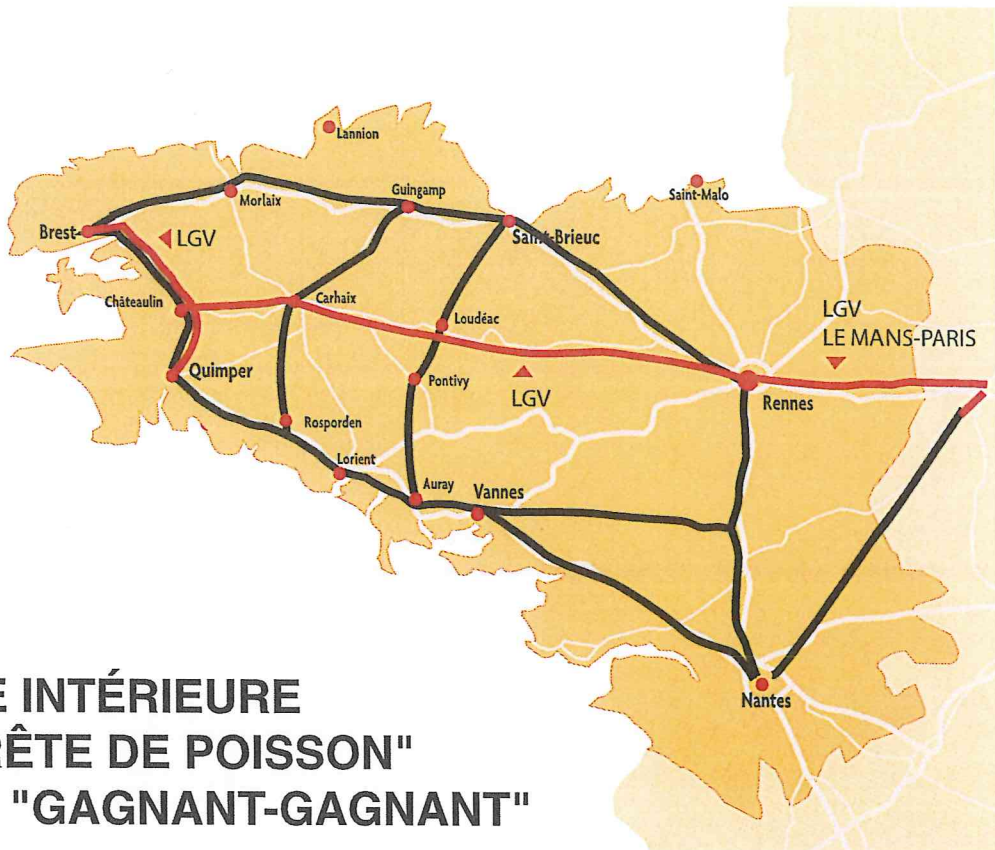 Lannion
Saint-Malo
Morlaix
Guingamp
Brest
LGV
Saint-Brieuc
Châteaulin
Carhaix
Loudéac
LGV
LE MANS-PARIS
Quimper
Pontivy
LGV
Rennes
Rosporden
Lorient
Auray
Vannes
Nantes
E INTÉRIEURE
RÊTE DE POISSON"
"GAGNANT-GAGNANT"